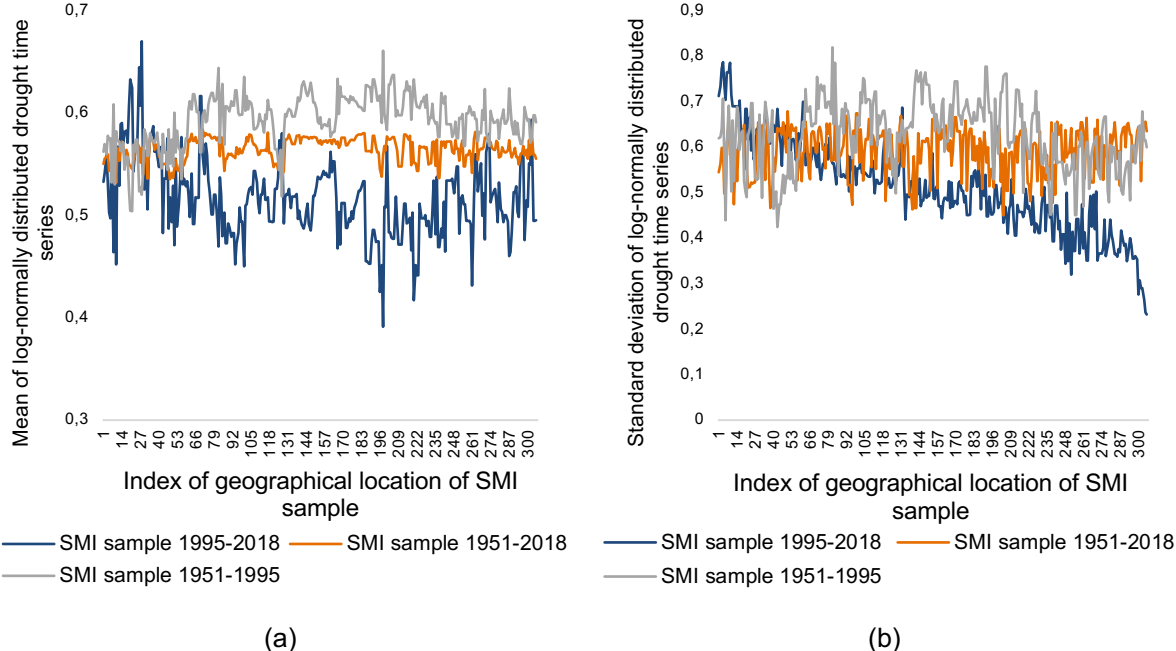 0,7
0,6
0,5
0,4
0,3
Mean of log-normally distributed drought time
series
1 14 27 40 53 66 79 92 105 118 131 144 157 170 183 196 209 222 235 248 261 274 287 300
Index of geographical location of SMI
sample
SMI sample 1995-2018 SMI sample 1951-2018
SMI sample 1951-1995
(a)
0,9
0,8
0,7
0,6
0,5
0,4
0,3
0,2
0,1
0
Standard deviation of log-normally distributed
drought time series
1 14 27 40 53 66 79 92 105 118 131 144 157 170 183 196 209 222 235 248 261 274 287 300
Index of geographical location of SMI
sample
SMI sample 1995-2018 SMI sample 1951-2018
SMI sample 1951-1995
(b)